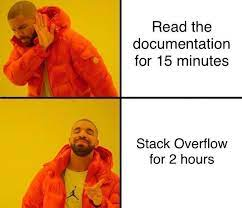 Read the
documentation
for 15 minutes
Stack Overflow
for 2 hours